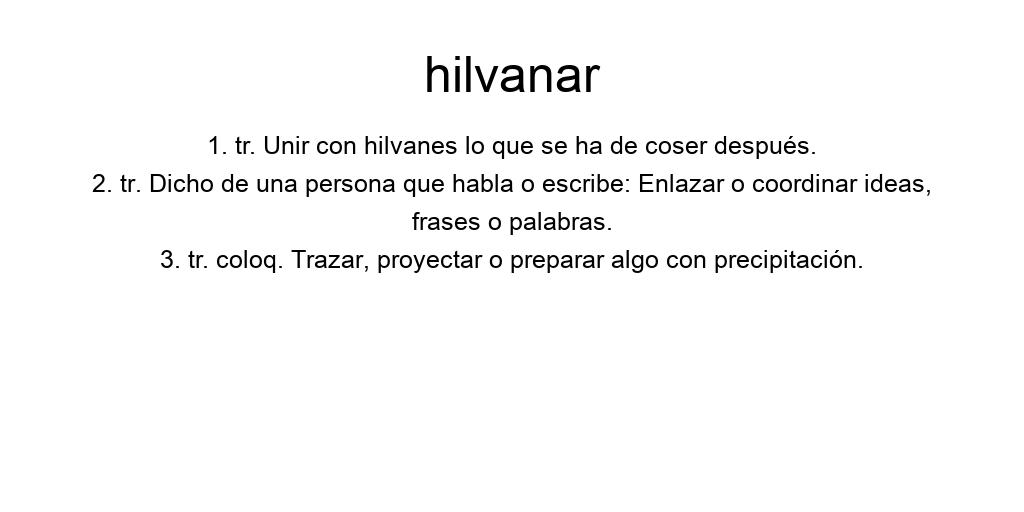 hilvanar
1. tr. Unir con hilvanes lo que se ha de coser después.
2. tr. Dicho de una persona que habla o escribe: Enlazar o coordinar ideas,
frases o palabras.
3. tr. coloq. Trazar, proyectar o preparar algo con precipitación.